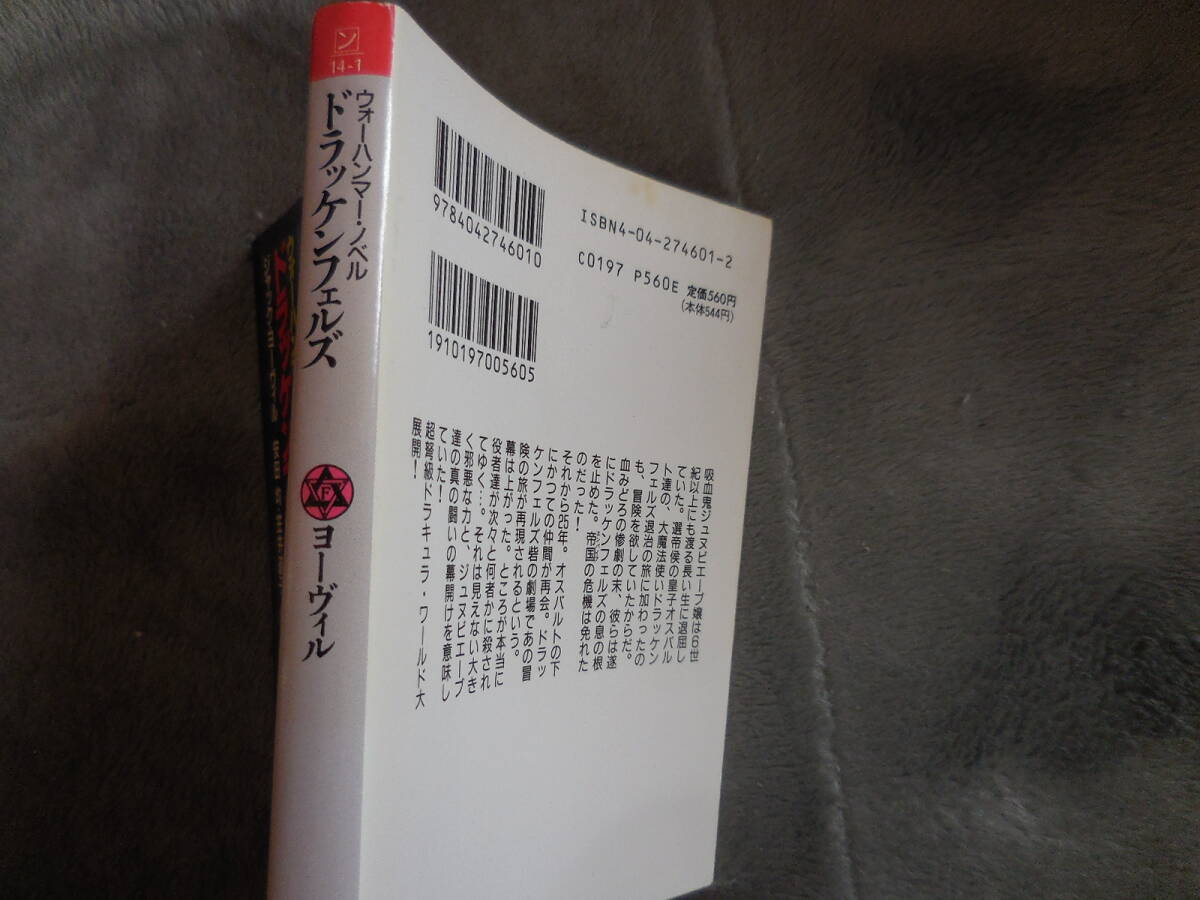 ン
14-1
ウォーハンマー・ノベル
ドラッケンフェルズ
F
ヨーヴィル
9784042746010
1910197005605
ISBN4-04-274601-2
C0197 P560E 定価560円
(本体544円)
吸血鬼ジュヌビエーブ嬢は6世
紀以上にも渡る長い生に退屈し
ていた。選帝侯の皇子オスバル
ト達の、大魔法使いドラッケン
フェルズ退治の旅に加わったの
も、冒険を欲していたからだ。
血みどろの惨劇の末、彼らは遂
にドラッケンフェルズの息の根
を止めた。帝国の危機は免れた
のだった！
それから25年。オスバルトの下
にかつての仲間が再会。ドラッ
ケンフェルズ砦の劇場であの冒
険の旅が再現されるという。
幕は上がった。ところが本当に
役者達が次々と何者かに殺され
てゆく…。それは見えない大き
く邪悪な力と、ジュヌビエーブ
達の真の闘いの幕開けを意味し
ていた！
超弩級ドラキュラ・ワールド大
展開！